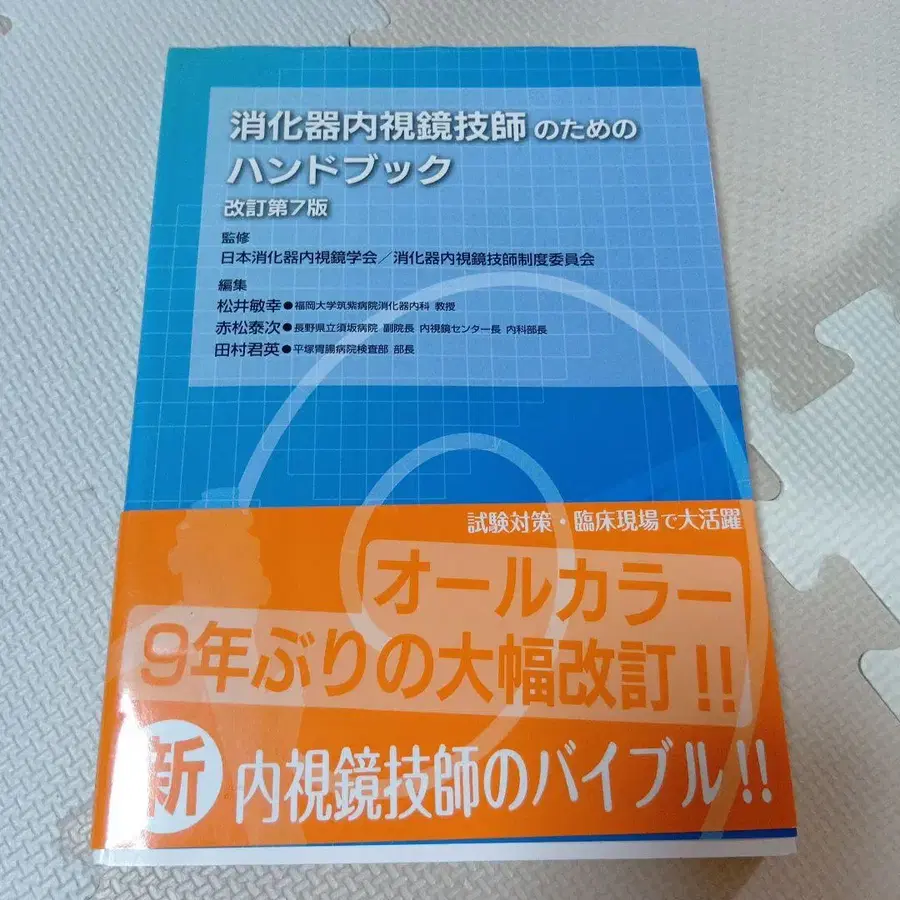 消化器内視鏡技師のための
ハンドブック
改訂第7版
監修
日本消化器内視鏡学会／消化器内視鏡技師制度委員会
編集
松井敏幸●福岡大学筑紫病院消化器内科 教授
赤松泰次●長野県立須坂病院 副院長 内視鏡センター長 内科部長
田村君英●平塚胃腸病院検査部 部長
試験対策・臨床現場で大活躍
オールカラー
9年ぶりの大幅改訂!!
新 内視鏡技師のバイブル!!